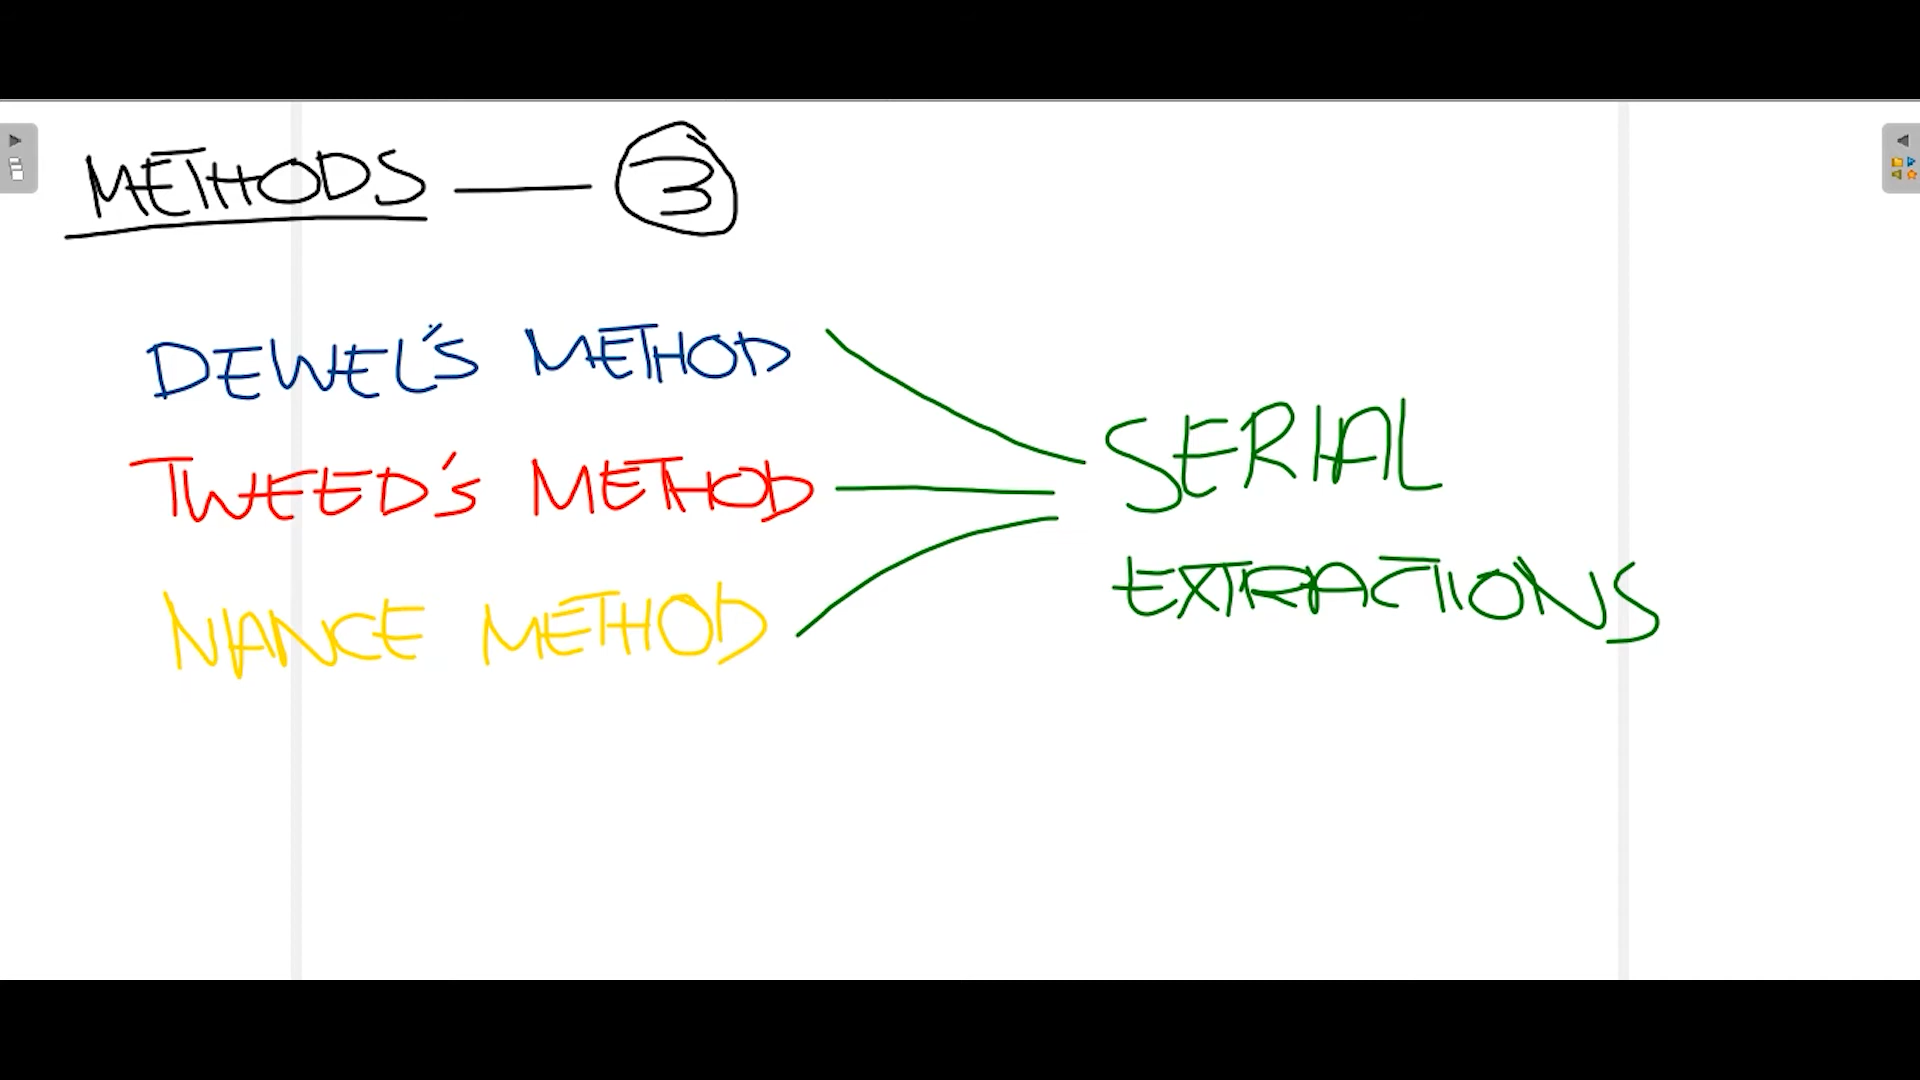 METHODS — 3
DEWEL'S METHOD
TWEED'S METHOD
NANCE METHOD
SERIAL
EXTRACTIONS